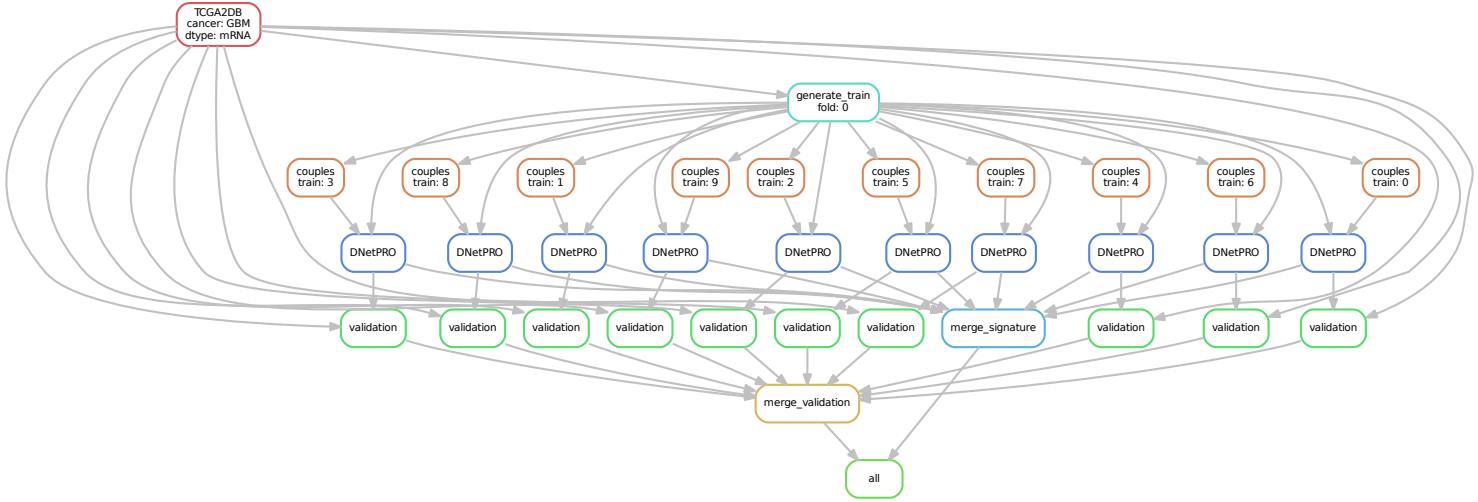 TCGA2DB
cancer: GBM
dtype: mRNA
generate_train
fold: 0
couples
train: 3
couples
train: 8
couples
train: 1
couples
train: 9
couples
train: 2
couples
train: 5
couples
train: 7
couples
train: 4
couples
train: 6
couples
train: 0
DNetPRO
DNetPRO
DNetPRO
DNetPRO
DNetPRO
DNetPRO
DNetPRO
DNetPRO
DNetPRO
DNetPRO
validation
validation
validation
validation
validation
validation
validation
merge_signature
validation
validation
validation
merge_validation
all